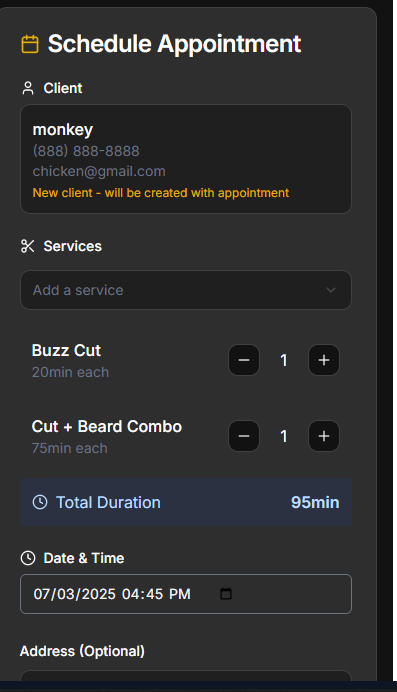 Schedule Appointment
Client
monkey
(888) 888-8888
chicken@gmail.com
New client - will be created with appointment
Services
Add a service
Buzz Cut
20min each
− 1 +
Cut + Beard Combo
75min each
− 1 +
Total Duration 95min
Date & Time
07/03/2025 04:45 PM
Address (Optional)